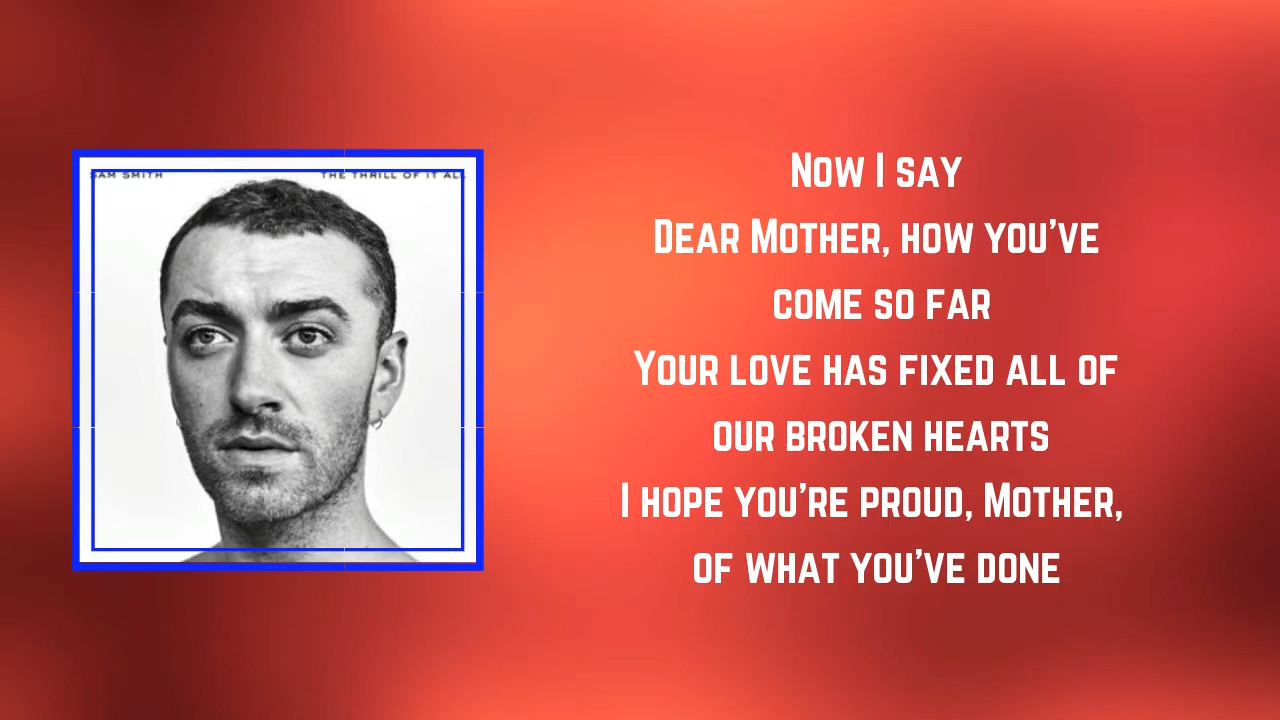 SAM SMITH
THE THRILL OF IT ALL
NOW I SAY
DEAR MOTHER, HOW YOU'VE
COME SO FAR
YOUR LOVE HAS FIXED ALL OF
OUR BROKEN HEARTS
I HOPE YOU'RE PROUD, MOTHER,
OF WHAT YOU'VE DONE